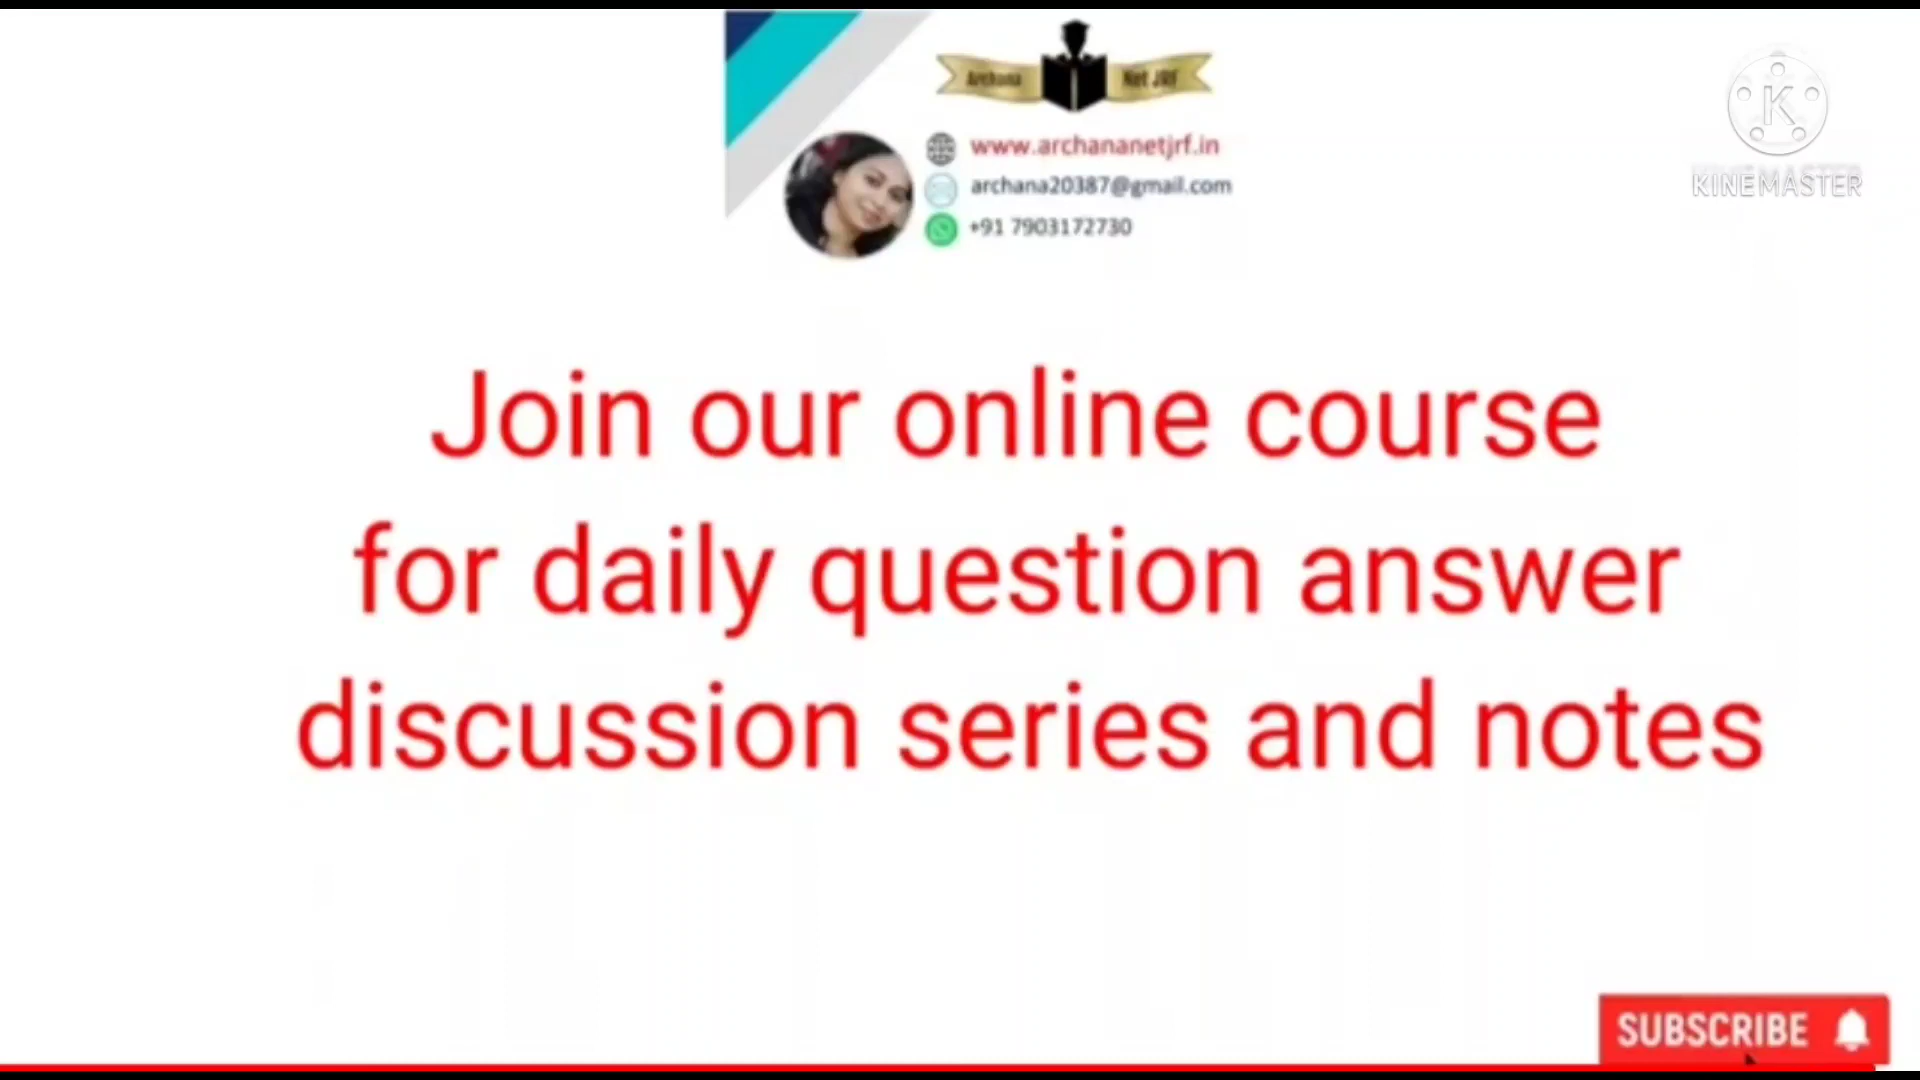 Archana Net JRF
www.archananetjrf.in
archana20387@gmail.com
+91 7903172730
KINEMASTER
Join our online course
for daily question answer
discussion series and notes
SUBSCRIBE